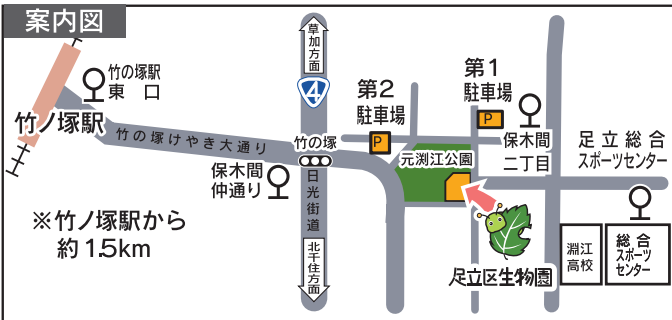 案内図
草加方面
4
竹の塚駅
東口
竹ノ塚駅
竹の塚けやき大通り
竹の塚
保木間
仲通り
日光街道
北千住方面
※竹ノ塚駅から
約1.5km
第2
駐車場
P
第1
駐車場
P
保木間
二丁目
元渕江公園
足立区生物園
足立総合
スポーツセンター
淵江
高校
総合
スポーツ
センター